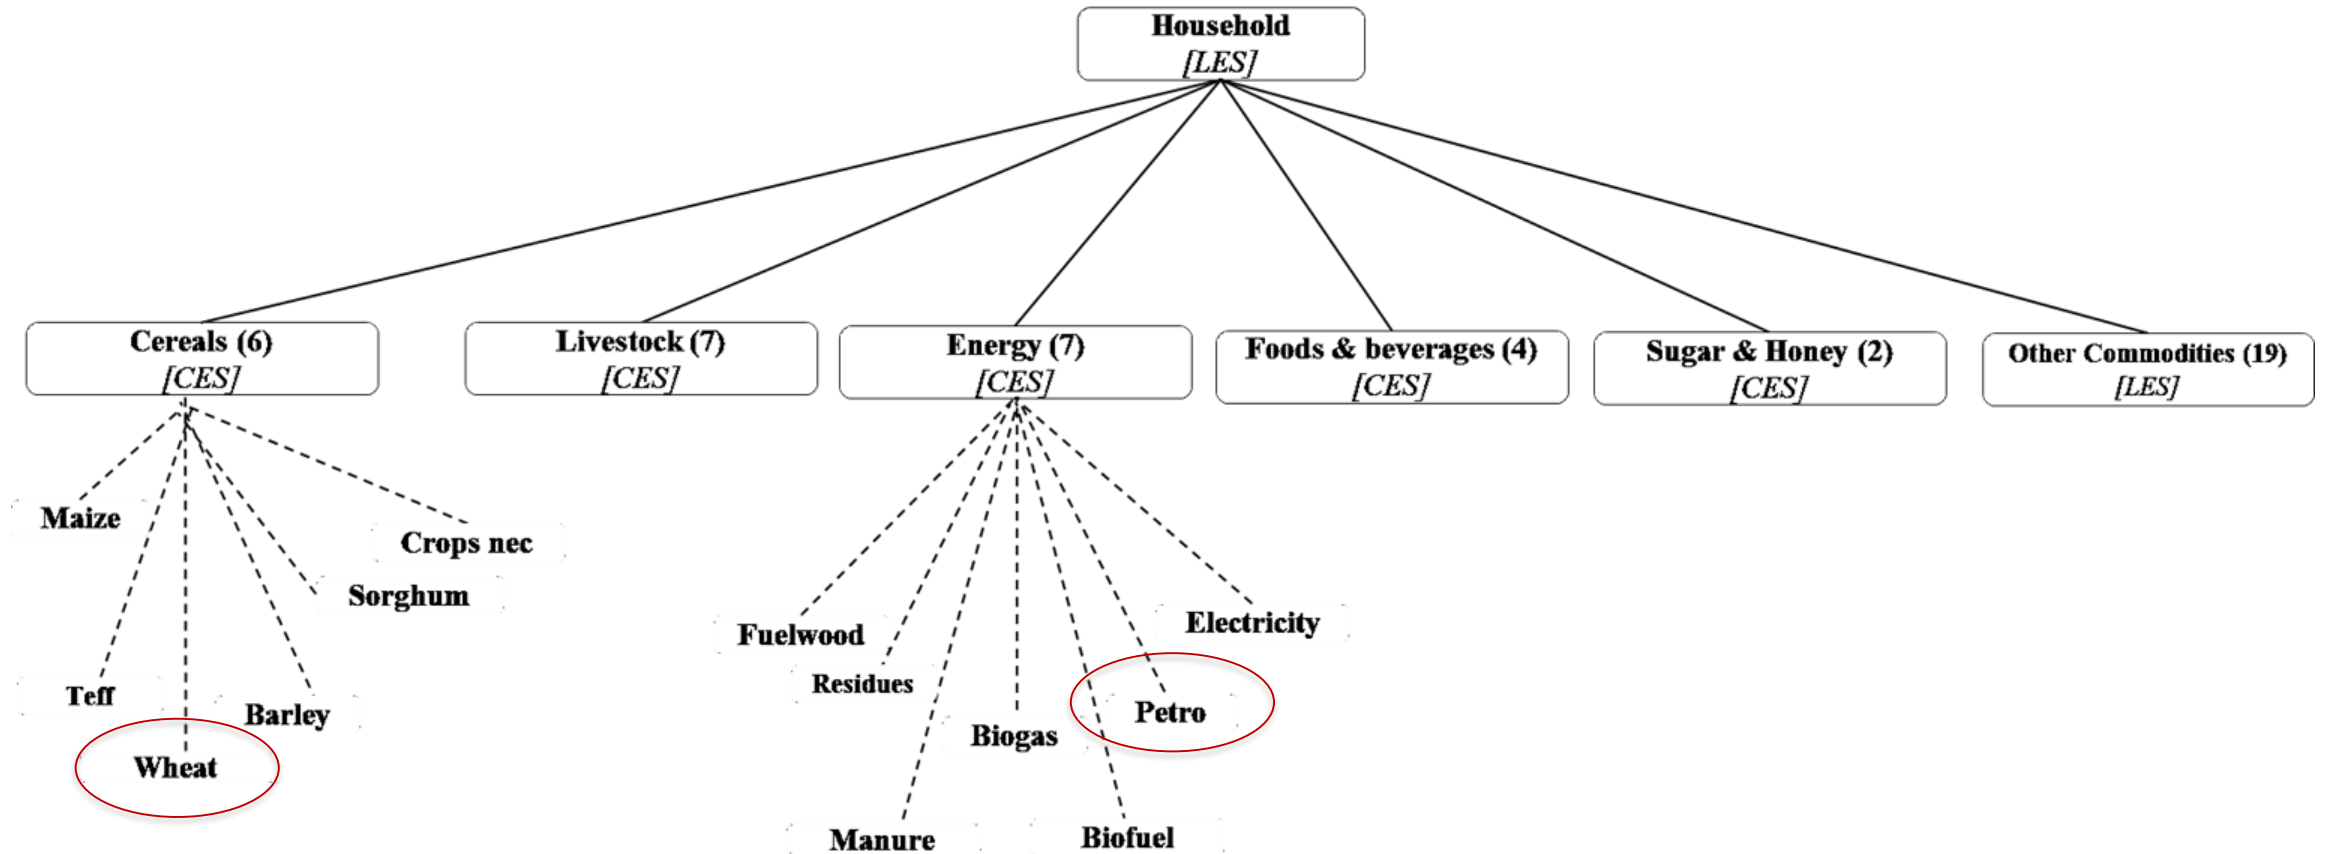 Household
[LES]
Cereals (6)
[CES]
Livestock (7)
[CES]
Energy (7)
[CES]
Foods & beverages (4)
[CES]
Sugar & Honey (2)
[CES]
Other Commodities (19)
[LES]
Maize
Crops nec
Sorghum
Teff
Barley
Wheat
Fuelwood
Electricity
Residues
Petro
Biogas
Manure
Biofuel